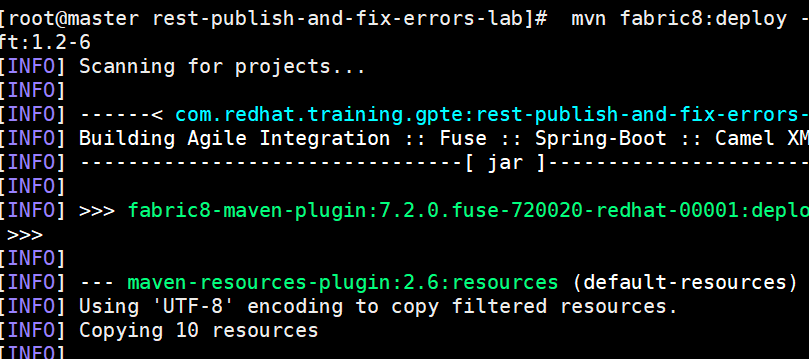 [root@master rest-publish-and-fix-errors-lab]#  mvn fabric8:deploy -
ft:1.2-6
[INFO] Scanning for projects...
[INFO]
[INFO] ------< com.redhat.training.gpte:rest-publish-and-fix-errors-
[INFO] Building Agile Integration :: Fuse :: Spring-Boot :: Camel XM
[INFO] --------------------------------[ jar ]------------------------
[INFO]
[INFO] >>> fabric8-maven-plugin:7.2.0.fuse-720020-redhat-00001:deplo
 >>>
[INFO]
[INFO] --- maven-resources-plugin:2.6:resources (default-resources)
[INFO] Using 'UTF-8' encoding to copy filtered resources.
[INFO] Copying 10 resources
[INFO]